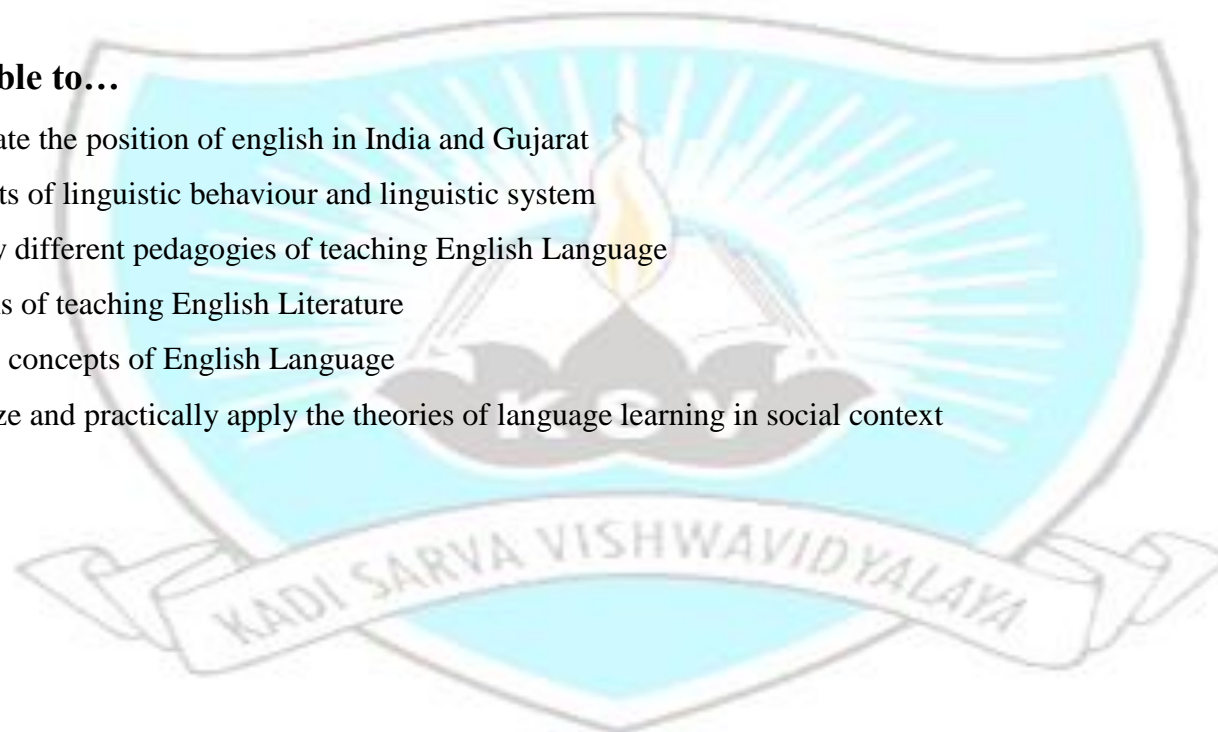 ble to…
ate the position of english in India and Gujarat
ts of linguistic behaviour and linguistic system
y different pedagogies of teaching English Language
s of teaching English Literature
concepts of English Language
ze and practically apply the theories of language learning in social context
KSV
KADI SARVA VISHWAVIDYALAYA